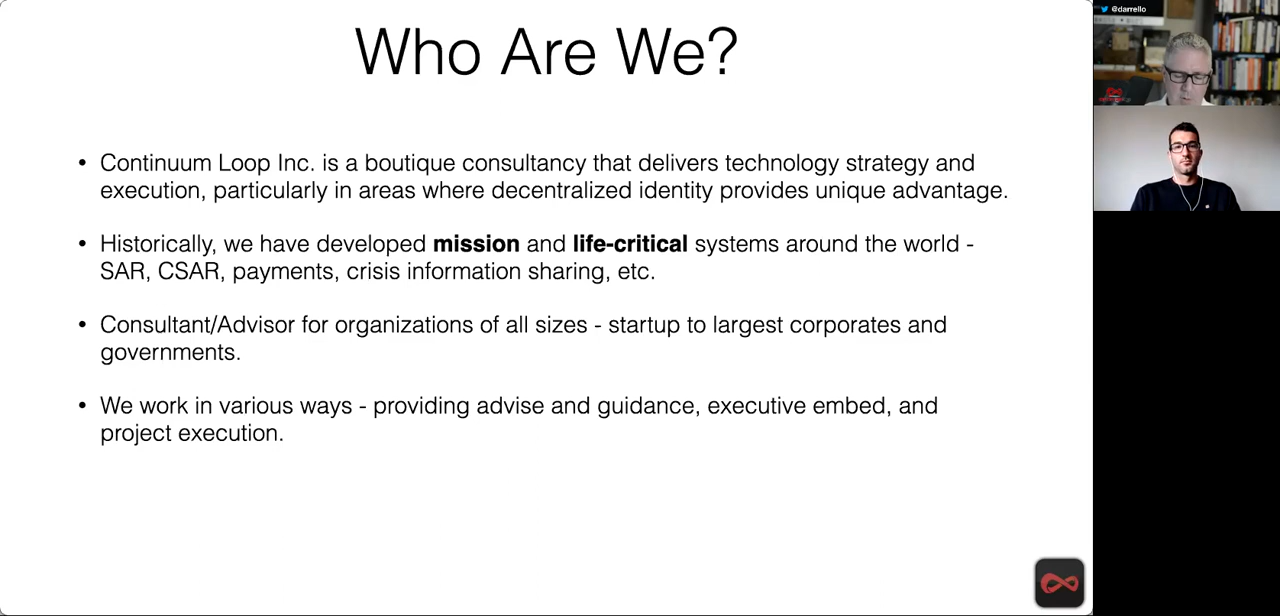 Who Are We?
• Continuum Loop Inc. is a boutique consultancy that delivers technology strategy and
execution, particularly in areas where decentralized identity provides unique advantage.
• Historically, we have developed mission and life-critical systems around the world -
SAR, CSAR, payments, crisis information sharing, etc.
• Consultant/Advisor for organizations of all sizes - startup to largest corporates and
governments.
• We work in various ways - providing advise and guidance, executive embed, and
project execution.
@darrello